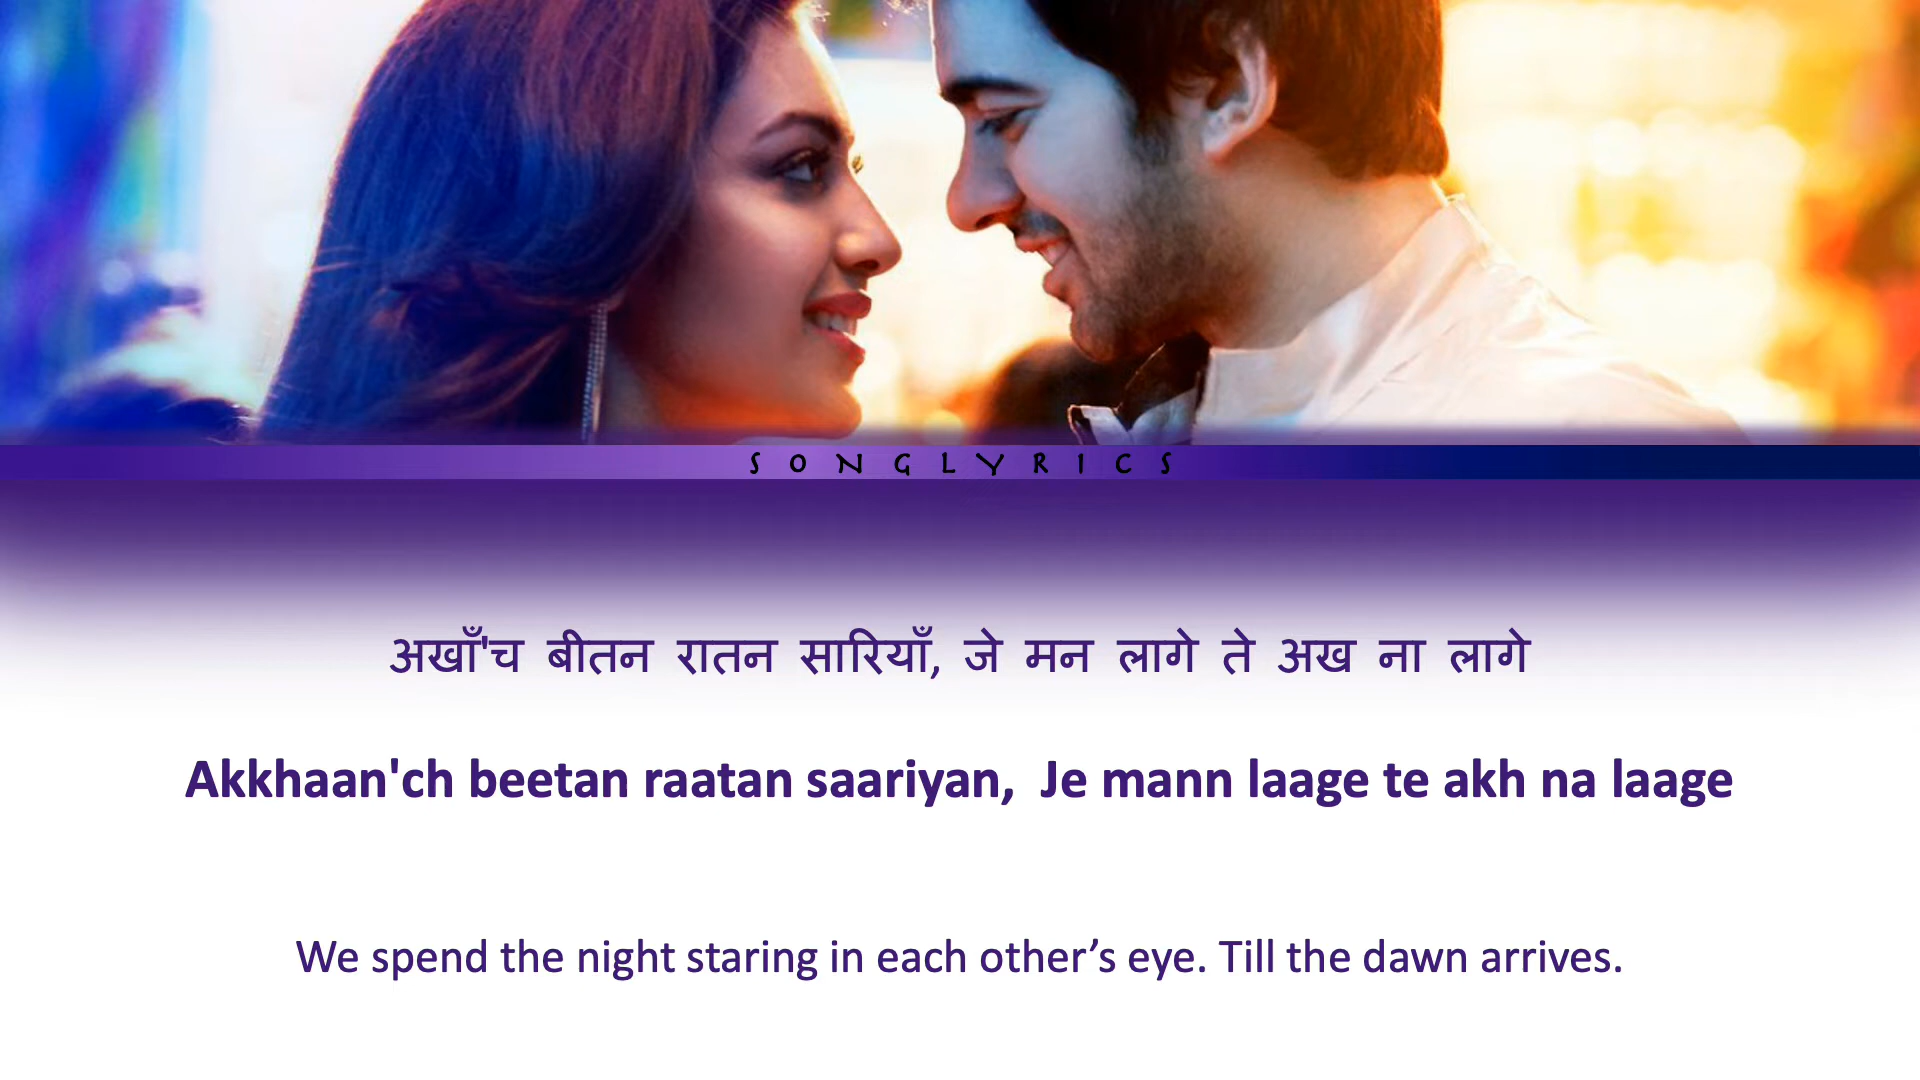 SONGLYRICS
अखाँ'च बीतन रातन सारियाँ, जे मन लागे ते अख ना लागे
Akkhaan'ch beetan raatan saariyan, Je mann laage te akh na laage
We spend the night staring in each other’s eye. Till the dawn arrives.